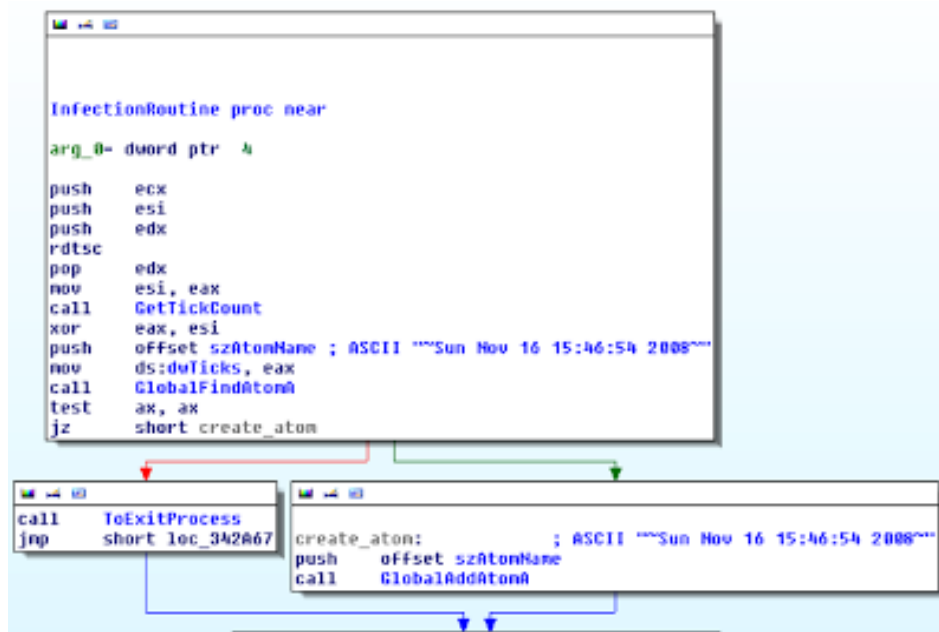 InfectionRoutine proc near
arg_0= dword ptr  4
push    ecx
push    esi
push    edx
rdtsc
pop     edx
mov     esi, eax
call    GetTickCount
xor     eax, esi
push    offset szAtomName ; ASCII "~Sun Nov 16 15:46:54 2008~"
mov     ds:dwTicks, eax
call    GlobalFindAtomA
test    ax, ax
jz      short create_atom
call    ToExitProcess
jmp     short loc_342A67
create_atom:            ; ASCII "~Sun Nov 16 15:46:54 2008~"
push    offset szAtomName
call    GlobalAddAtomA